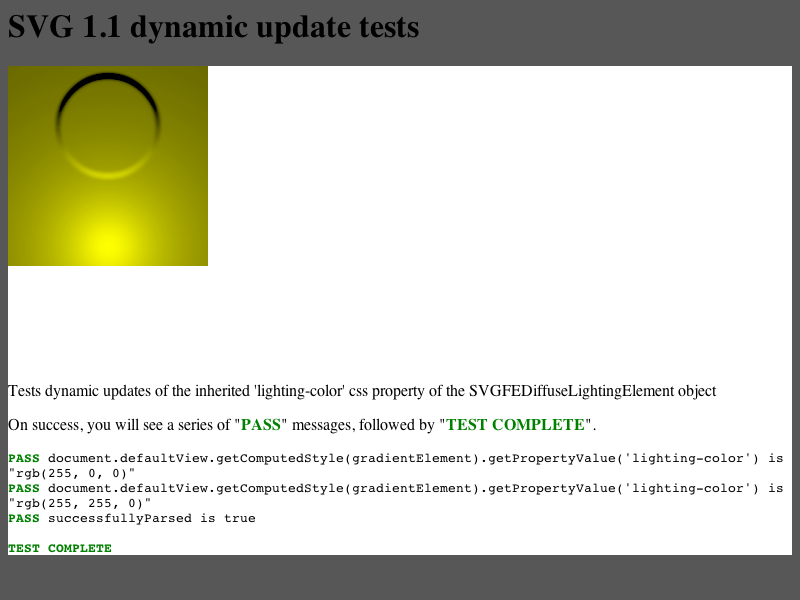 SVG 1.1 dynamic update tests
Tests dynamic updates of the inherited 'lighting-color' css property of the SVGFEDiffuseLightingElement object
On success, you will see a series of "PASS" messages, followed by "TEST COMPLETE".
PASS document.defaultView.getComputedStyle(gradientElement).getPropertyValue('lighting-color') is
"rgb(255, 0, 0)"
PASS document.defaultView.getComputedStyle(gradientElement).getPropertyValue('lighting-color') is
"rgb(255, 255, 0)"
PASS successfullyParsed is true
TEST COMPLETE